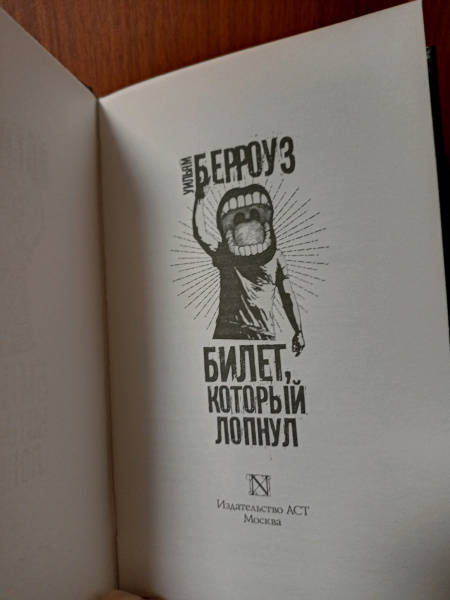 УИЛЬЯМ
БЕРРОУЗ
БИЛЕТ,
КОТОРЫЙ
ЛОПНУЛ
N
Издательство АСТ
Москва